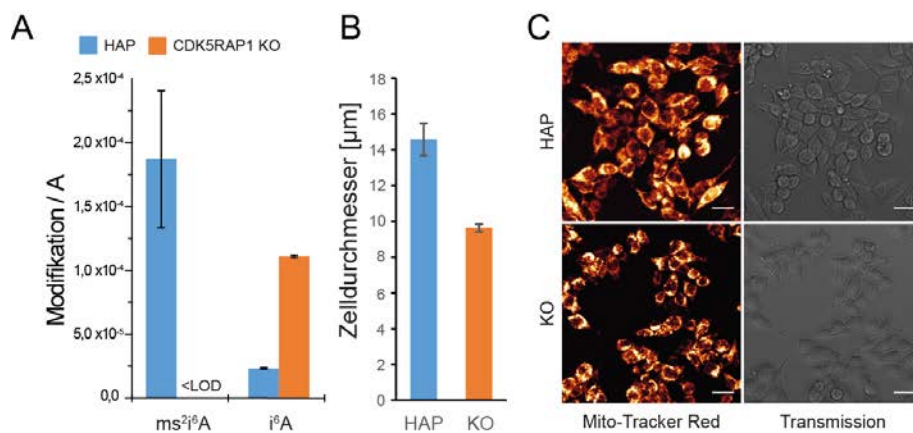 A
HAP
CDK5RAP1 KO
Modifikation / A
2,5 x10⁻⁴
2,0 x10⁻⁴
1,5 x10⁻⁴
1,0 x10⁻⁴
5,0 x10⁻⁵
0,0
<LOD
ms²i⁶A
i⁶A
B
Zelldurchmesser [µm]
18
16
14
12
10
8
6
4
2
0
HAP
KO
C
HAP
KO
Mito-Tracker Red
Transmission